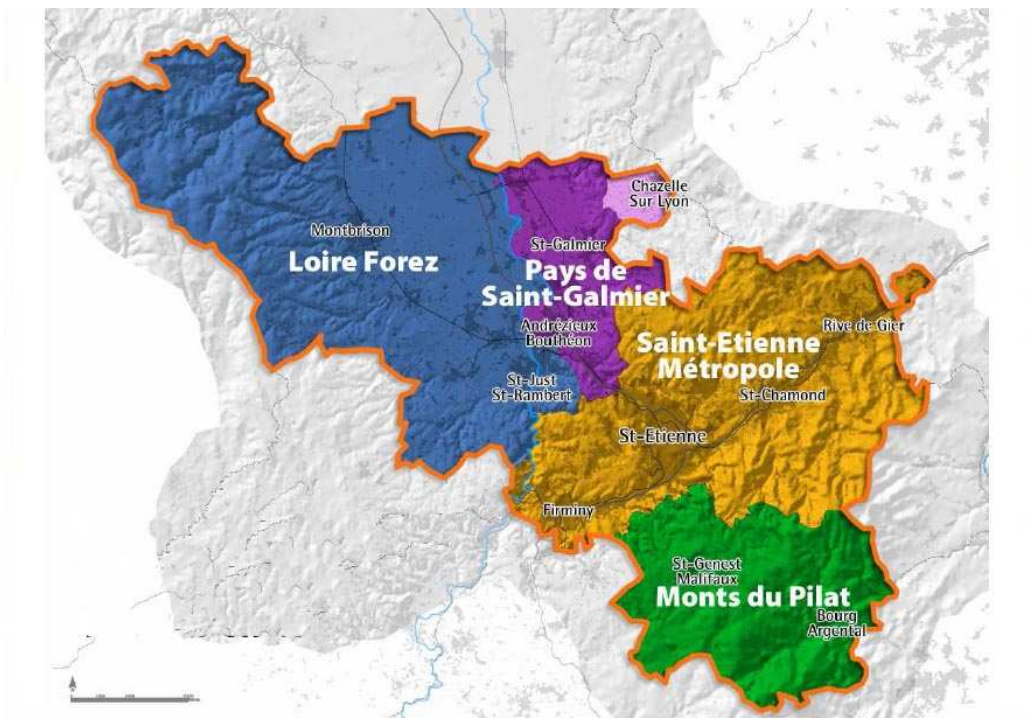 Chazelle
Sur Lyon
Montbrison
St-Galmier
Loire Forez
Pays de
Saint-Galmier
Andrézieux
Bouthéon
Rive de Gier
Saint-Etienne
Métropole
St-Just
St-Rambert
St-Chamond
St-Etienne
Firminy
St-Genest
Malifaux
Monts du Pilat
Bourg
Argental